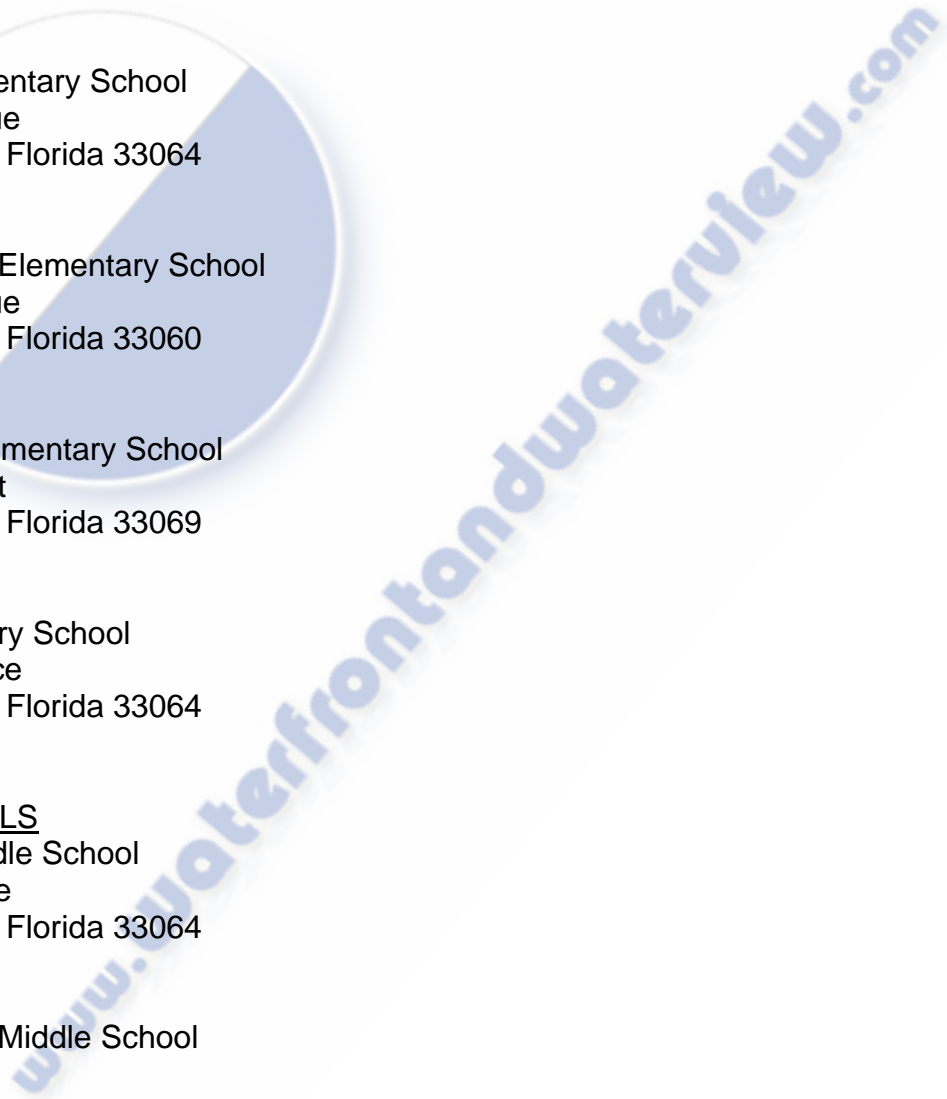 entary School
ue
Florida 33064
Elementary School
ue
Florida 33060
mentary School
t
Florida 33069
ry School
ce
Florida 33064
LS
dle School
e
Florida 33064
Middle School
www.waterfrontandwaterview.com